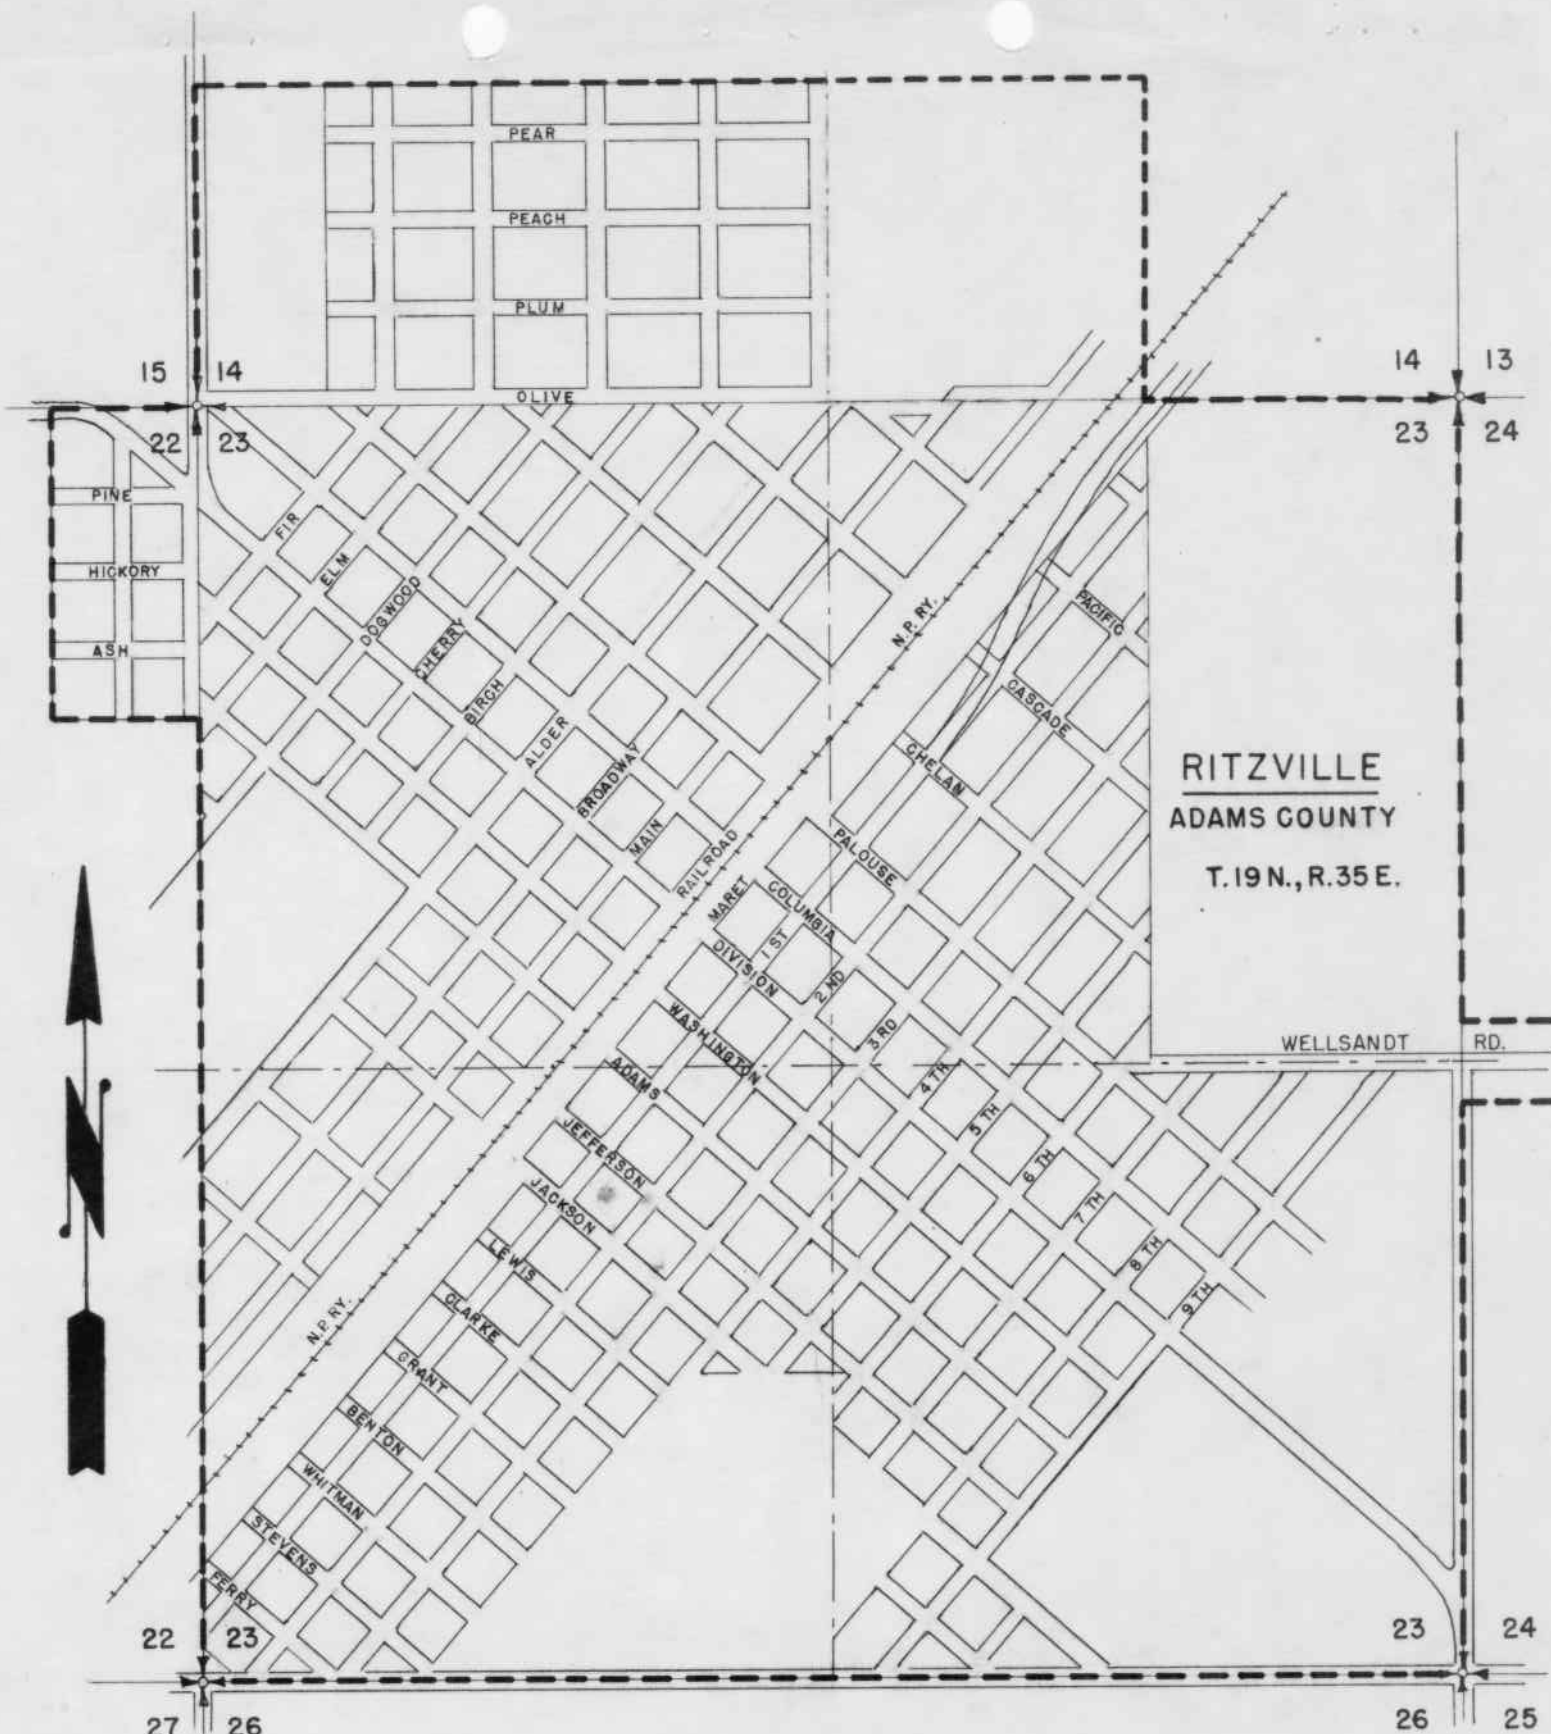 PEAR
PEACH
PLUM
OLIVE
15 14
22 23
14 13
23 24
PINE
HICKORY
ASH
FIR
ELM
DOGWOOD
CHERRY
BIRCH
ALDER
BROADWAY
MAIN
RAILROAD
N.P. RY.
MARET
1 ST
2 ND
3 RD
4 TH
5 TH
6 TH
7 TH
8 TH
9 TH
PACIFIC
CASCADE
CHELAN
PALOUSE
COLUMBIA
DIVISION
WASHINGTON
ADAMS
JEFFERSON
JACKSON
LEWIS
CLARKE
GRANT
BENTON
WHITMAN
STEVENS
FERRY
N.P. RY.
RITZVILLE
ADAMS COUNTY
T. 19 N., R. 35 E.
WELLSANDT RD.
N
22 23
27 26
23 24
26 25